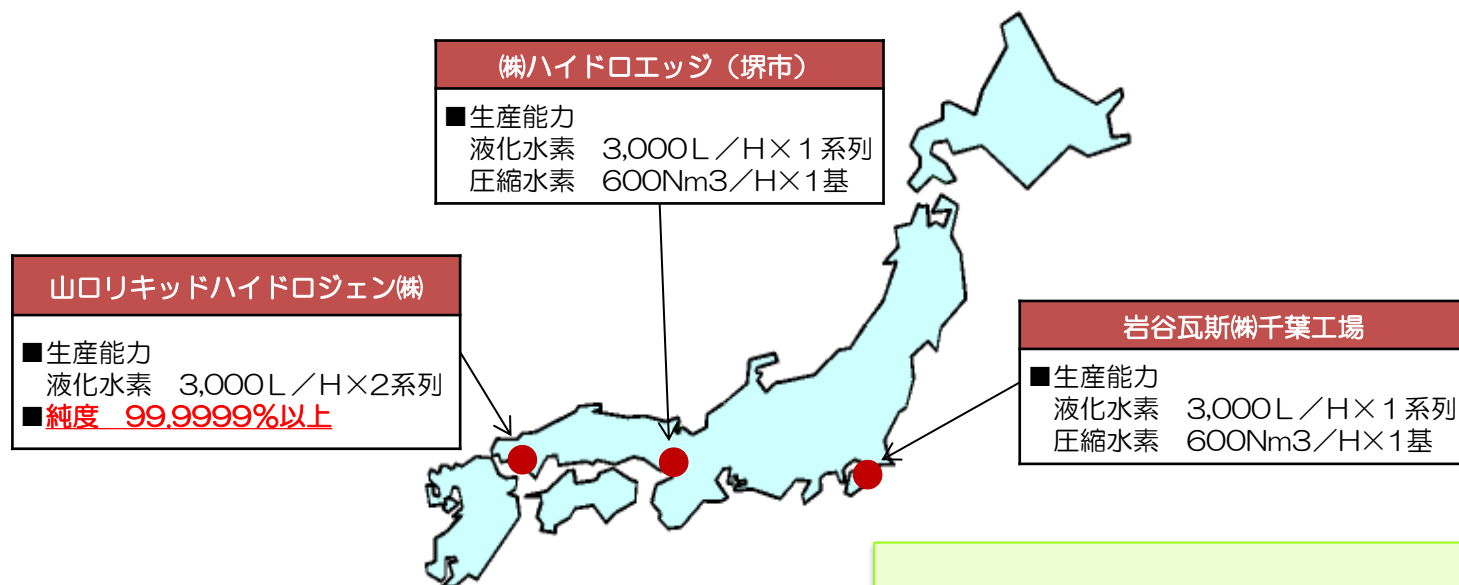 ㈱ハイドロエッジ（堺市）
■生産能力
液化水素　3,000Ｌ／H×１系列
圧縮水素　600Nm3／H×1基
山口リキッドハイドロジェン㈱
■生産能力
液化水素　3,000Ｌ／H×2系列
■純度　99.9999%以上
岩谷瓦斯㈱千葉工場
■生産能力
液化水素　3,000Ｌ／H×１系列
圧縮水素　600Nm3／H×1基